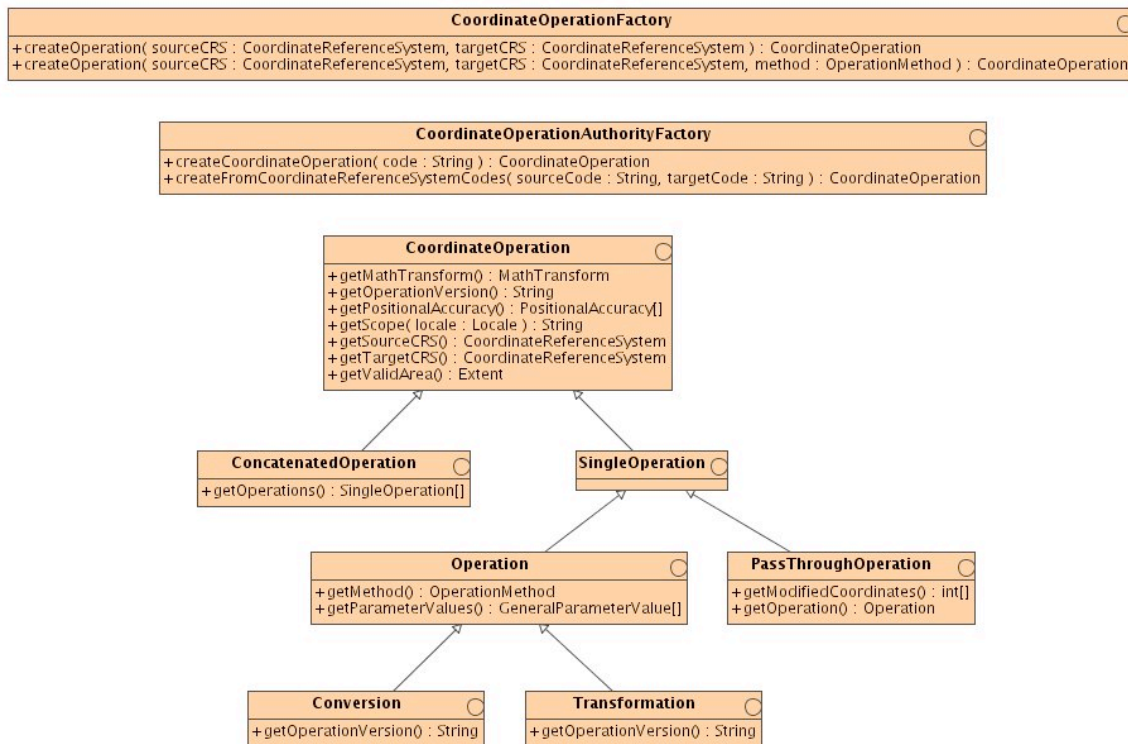 CoordinateOperationFactory
+createOperation( sourceCRS : CoordinateReferenceSystem, targetCRS : CoordinateReferenceSystem ) : CoordinateOperation
+createOperation( sourceCRS : CoordinateReferenceSystem, targetCRS : CoordinateReferenceSystem, method : OperationMethod ) : CoordinateOperation
CoordinateOperationAuthorityFactory
+createCoordinateOperation( code : String ) : CoordinateOperation
+createFromCoordinateReferenceSystemCodes( sourceCode : String, targetCode : String ) : CoordinateOperation
CoordinateOperation
+getMathTransform() : MathTransform
+getOperationVersion() : String
+getPositionalAccuracy() : PositionalAccuracy[]
+getScope( locale : Locale ) : String
+getSourceCRS() : CoordinateReferenceSystem
+getTargetCRS() : CoordinateReferenceSystem
+getValidArea() : Extent
ConcatenatedOperation
+getOperations() : SingleOperation[]
SingleOperation
Operation
+getMethod() : OperationMethod
+getParameterValues() : GeneralParameterValue[]
PassThroughOperation
+getModifiedCoordinates() : int[]
+getOperation() : Operation
Conversion
+getOperationVersion() : String
Transformation
+getOperationVersion() : String